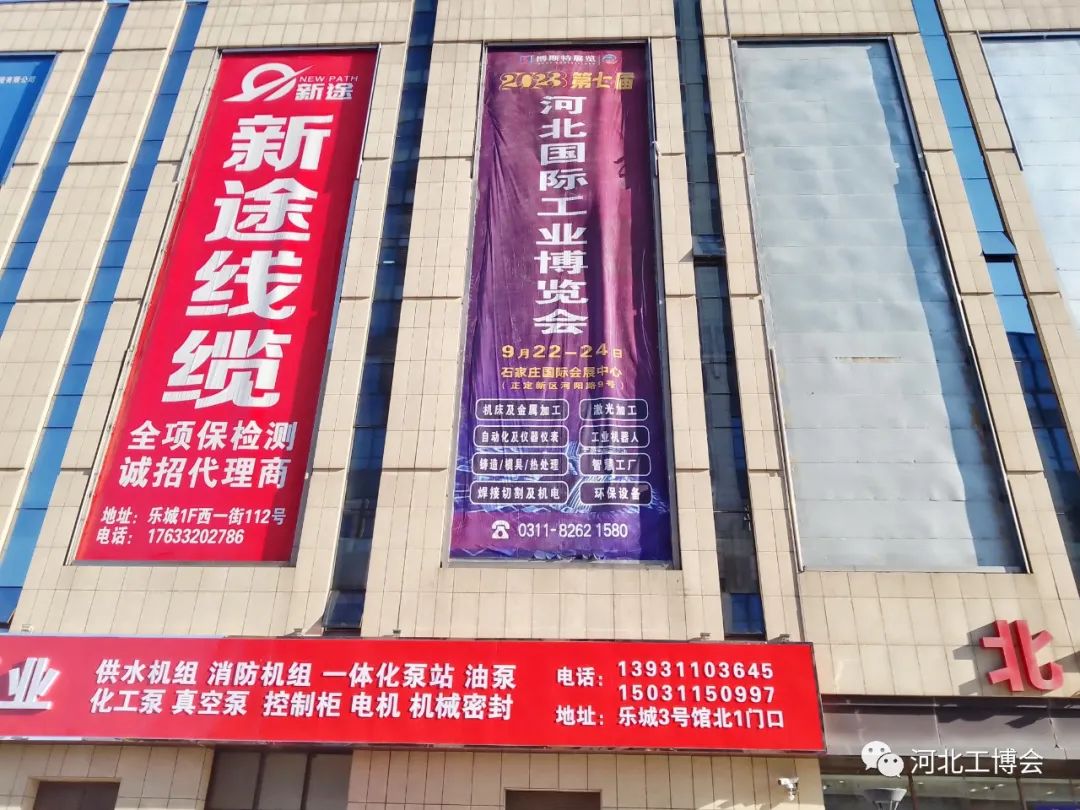 NEW PATH
新途
新途线缆
全项保检测
诚招代理商
地址：乐城1F西一街112号
电话：17633202786
博斯特展览
2023第七届
河北国际工业博览会
9月22-24日
石家庄国际会展中心
（正定新区河阳路9号）
机床及金属加工 激光加工
自动化及仪器仪表 工业机器人
铸造/模具/热处理 智慧工厂
焊接切割及机电 环保设备
0311-8262 1580
有限公司
业
供水机组 消防机组 一体化泵站 油泵
化工泵 真空泵 控制柜 电机 机械密封
电话：13931103645
15031150997
地址：乐城3号馆北1门口
北
河北工博会